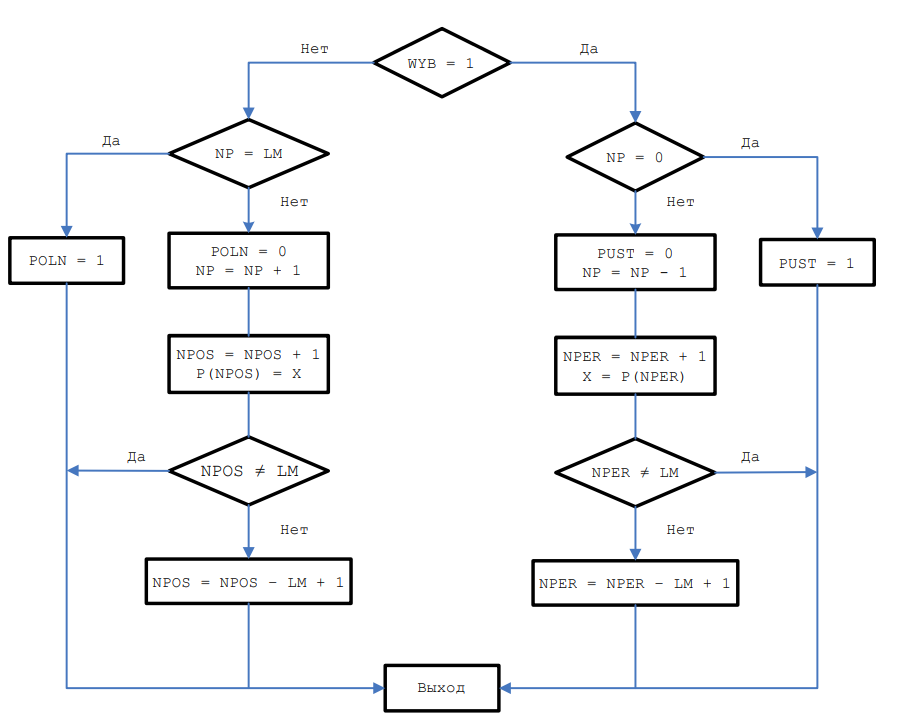 Нет
Да
WYB = 1
Да
NP = LM
NP = 0
Да
Нет
Нет
POLN = 1
POLN = 0
NP = NP + 1
PUST = 0
NP = NP - 1
PUST = 1
NPOS = NPOS + 1
P(NPOS) = X
NPER = NPER + 1
X = P(NPER)
Да
NPOS ≠ LM
NPER ≠ LM
Да
Нет
Нет
NPOS = NPOS – LM + 1
NPER = NPER – LM + 1
Выход